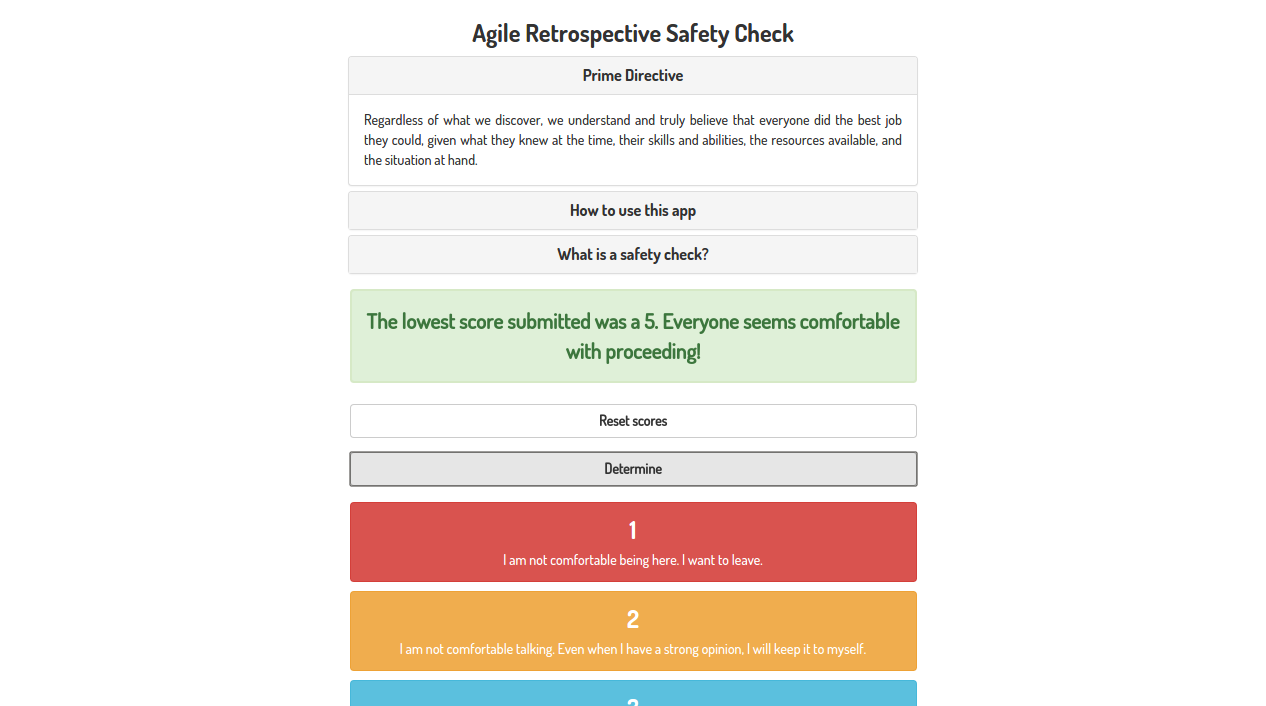 Agile Retrospective Safety Check
Prime Directive
Regardless of what we discover, we understand and truly believe that everyone did the best job
they could, given what they knew at the time, their skills and abilities, the resources available, and
the situation at hand.
How to use this app
What is a safety check?
The lowest score submitted was a 5. Everyone seems comfortable
with proceeding!
Reset scores
Determine
1
I am not comfortable being here. I want to leave.
2
I am not comfortable talking. Even when I have a strong opinion, I will keep it to myself.